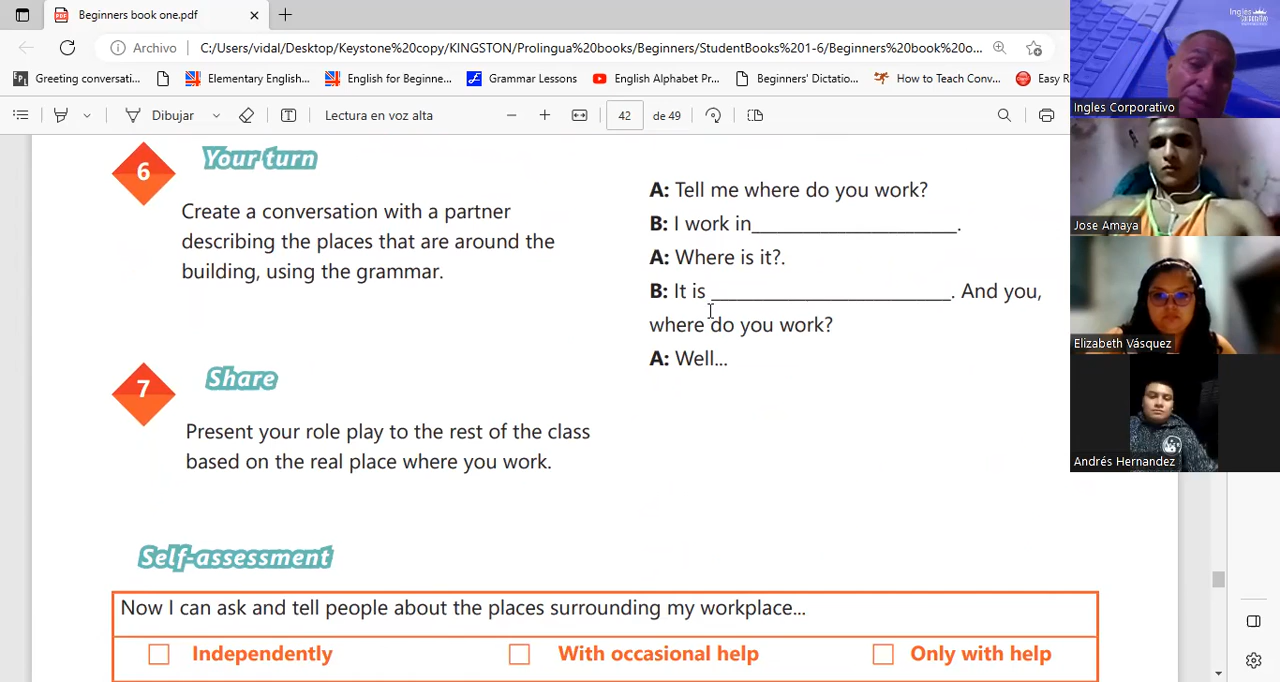 Beginners book one.pdf
Archivo
C:/Users/vidal/Desktop/Keystone%20copy/KINGSTON/Prolingua%20books/Beginners/StudentBooks%201-6/Beginners%20book%20o...
Greeting conversati...
Elementary English...
English for Beginne...
Grammar Lessons
English Alphabet Pr...
Beginners' Dictatio...
How to Teach Conv...
Easy R
Dibujar
Lectura en voz alta
42
de 49
6
Your turn
Create a conversation with a partner
describing the places that are around the
building, using the grammar.
A: Tell me where do you work?
B: I work in______________________.
A: Where is it?.
B: It is _________________________. And you,
where do you work?
A: Well...
7
Share
Present your role play to the rest of the class
based on the real place where you work.
Self-assessment
Now I can ask and tell people about the places surrounding my workplace...
Independently
With occasional help
Only with help
Ingles Corporativo
Jose Amaya
Elizabeth Vásquez
Andrés Hernandez